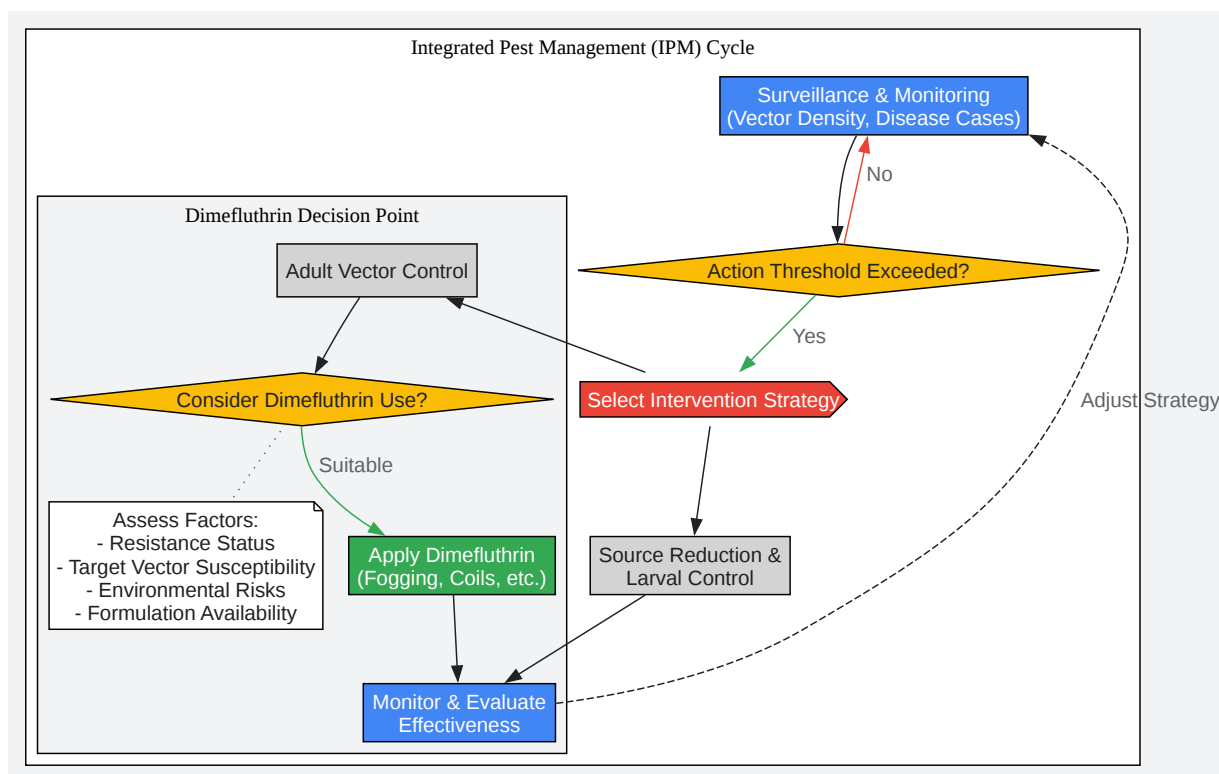 Integrated Pest Management (IPM) Cycle
Surveillance & Monitoring
(Vector Density, Disease Cases)
No
Dimefluthrin Decision Point
Adult Vector Control
Action Threshold Exceeded?
Yes
Consider Dimefluthrin Use?
Select Intervention Strategy
Adjust Strategy
Suitable
Assess Factors:
- Resistance Status
- Target Vector Susceptibility
- Environmental Risks
- Formulation Availability
Apply Dimefluthrin
(Fogging, Coils, etc.)
Source Reduction &
Larval Control
Monitor & Evaluate
Effectiveness